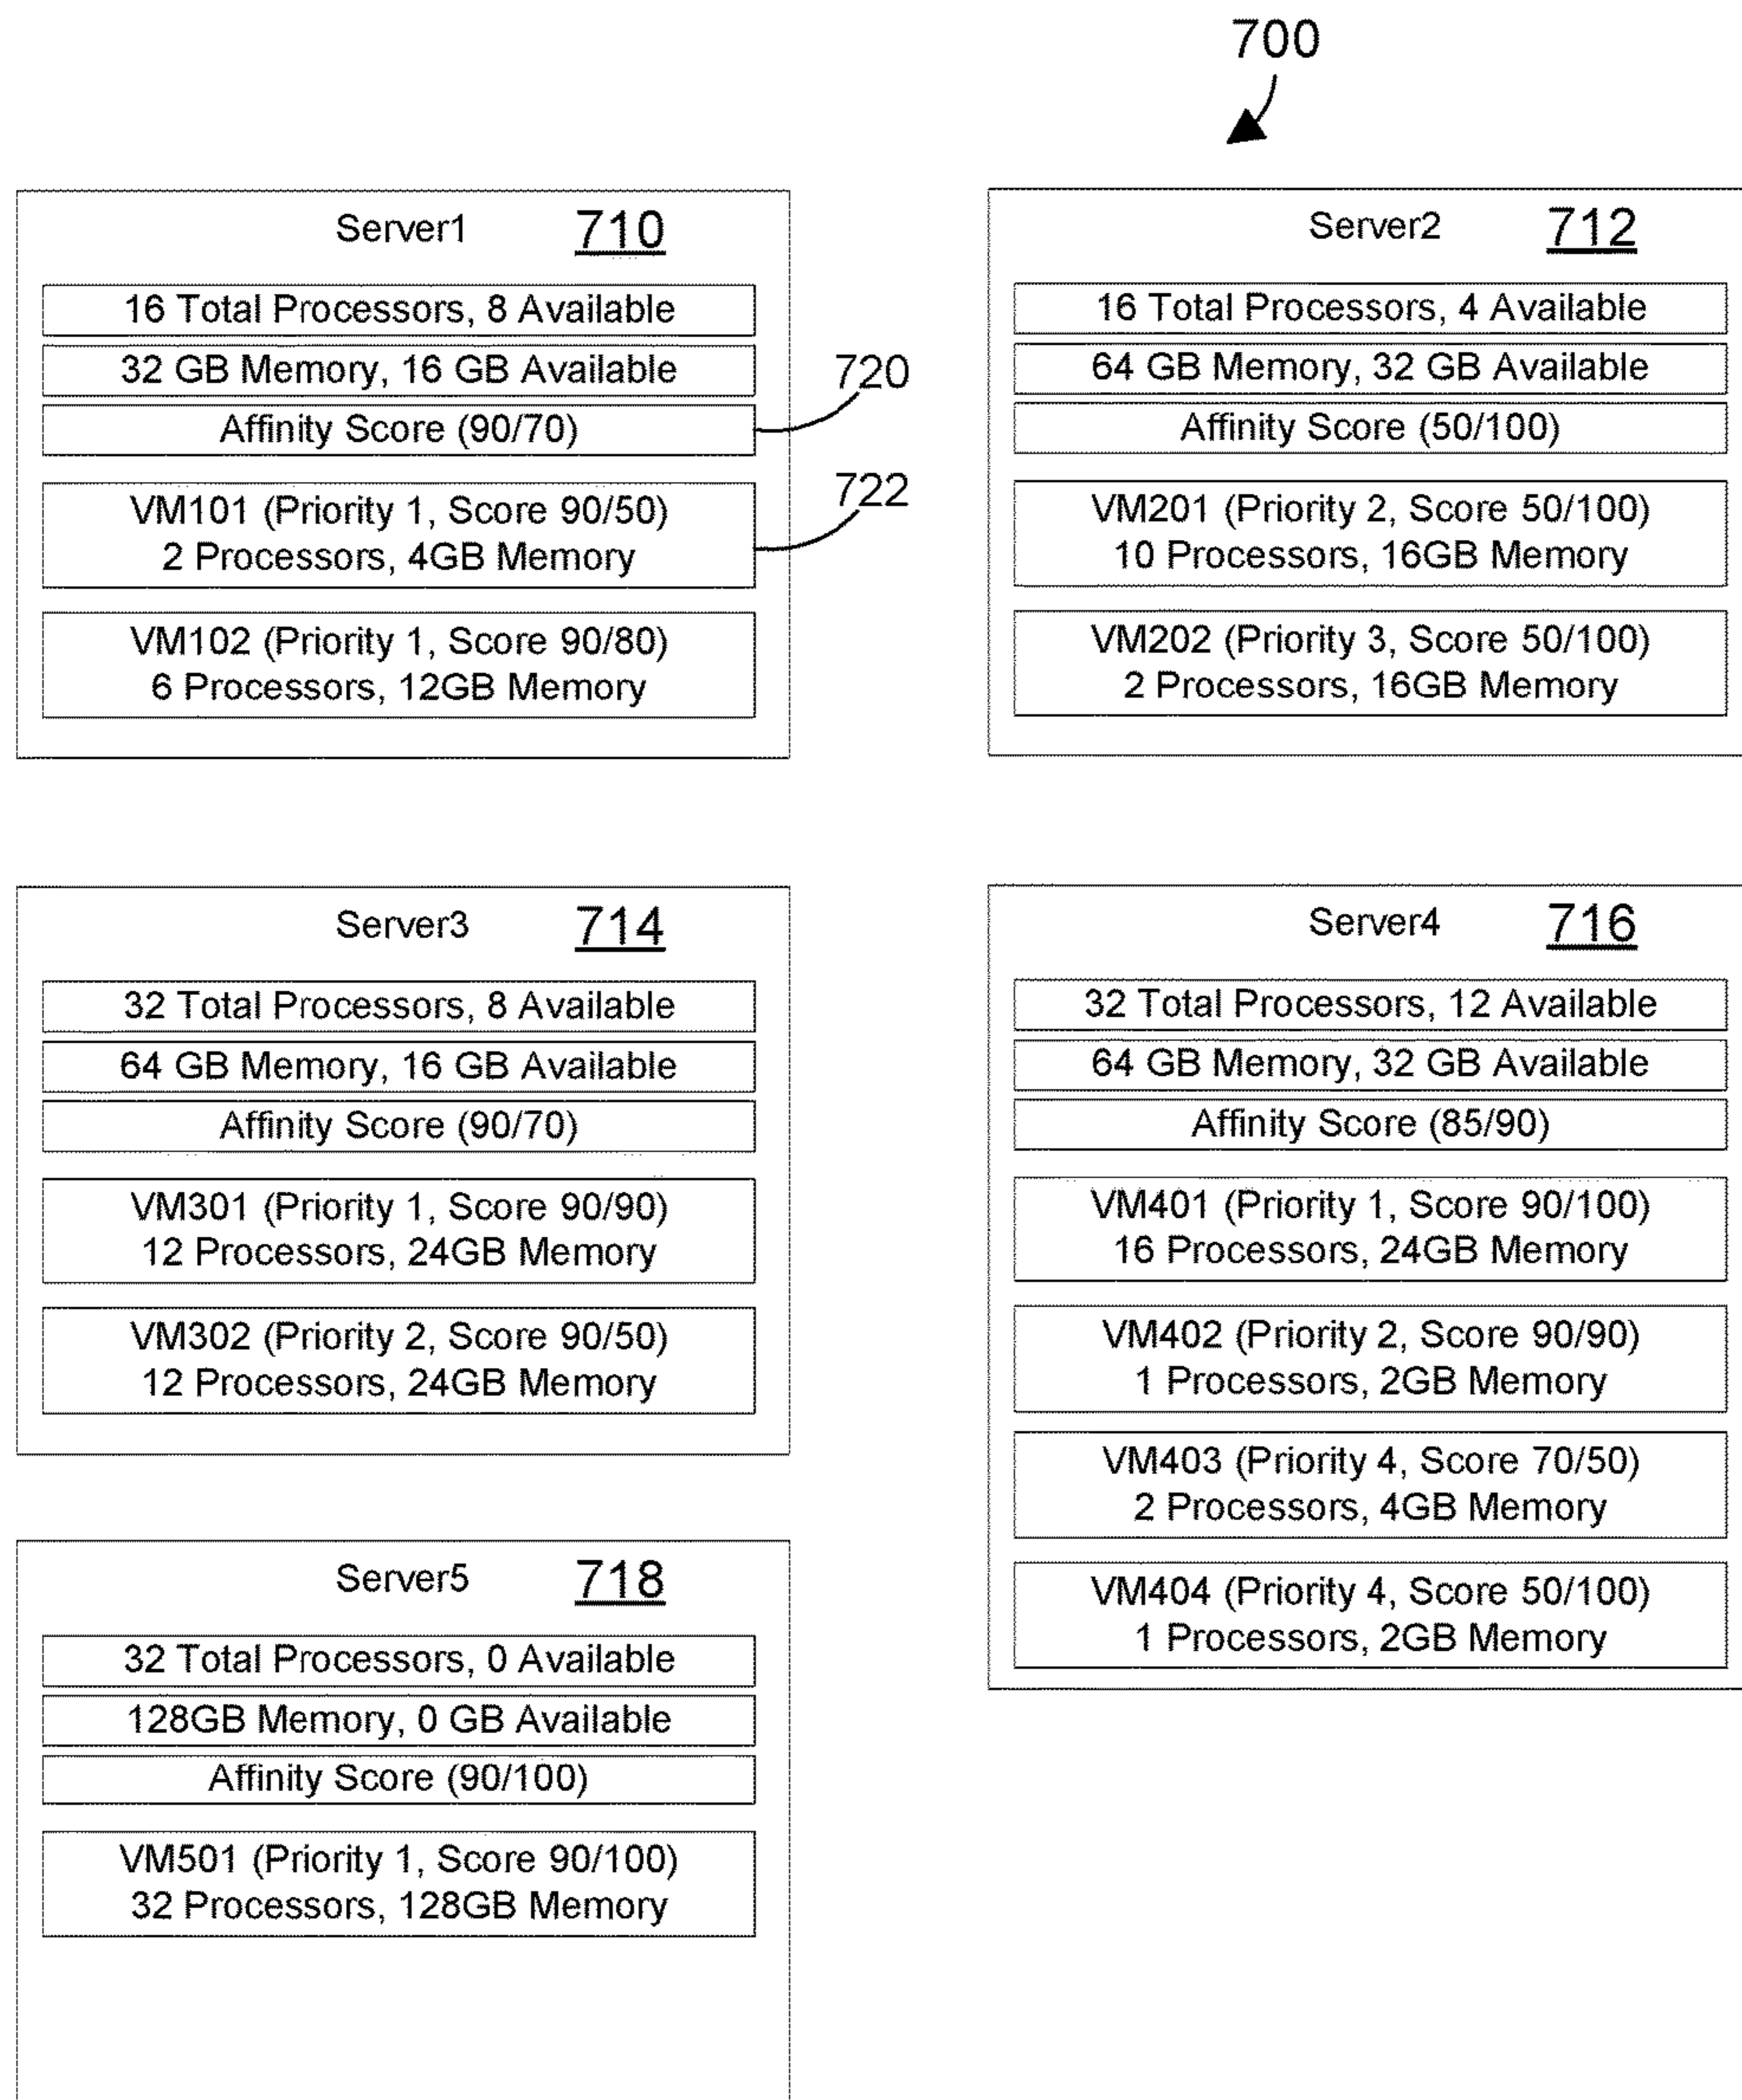 700
Server1 710
16 Total Processors, 8 Available
32 GB Memory, 16 GB Available
Affinity Score (90/70)
720
VM101 (Priority 1, Score 90/50)
2 Processors, 4GB Memory
722
VM102 (Priority 1, Score 90/80)
6 Processors, 12GB Memory
Server2 712
16 Total Processors, 4 Available
64 GB Memory, 32 GB Available
Affinity Score (50/100)
VM201 (Priority 2, Score 50/100)
10 Processors, 16GB Memory
VM202 (Priority 3, Score 50/100)
2 Processors, 16GB Memory
Server3 714
32 Total Processors, 8 Available
64 GB Memory, 16 GB Available
Affinity Score (90/70)
VM301 (Priority 1, Score 90/90)
12 Processors, 24GB Memory
VM302 (Priority 2, Score 90/50)
12 Processors, 24GB Memory
Server4 716
32 Total Processors, 12 Available
64 GB Memory, 32 GB Available
Affinity Score (85/90)
VM401 (Priority 1, Score 90/100)
16 Processors, 24GB Memory
VM402 (Priority 2, Score 90/90)
1 Processors, 2GB Memory
VM403 (Priority 4, Score 70/50)
2 Processors, 4GB Memory
VM404 (Priority 4, Score 50/100)
1 Processors, 2GB Memory
Server5 718
32 Total Processors, 0 Available
128GB Memory, 0 GB Available
Affinity Score (90/100)
VM501 (Priority 1, Score 90/100)
32 Processors, 128GB Memory